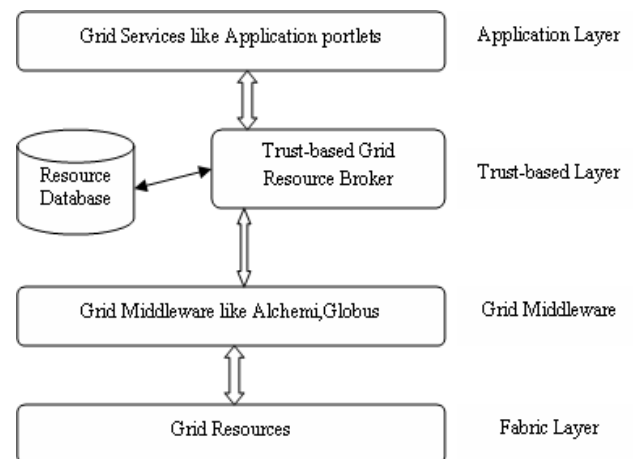 Grid Services like Application portlets
Application Layer
Resource
Database
Trust-based Grid
Resource Broker
Trust-based Layer
Grid Middleware like Alchemi,Globus
Grid Middleware
Grid Resources
Fabric Layer